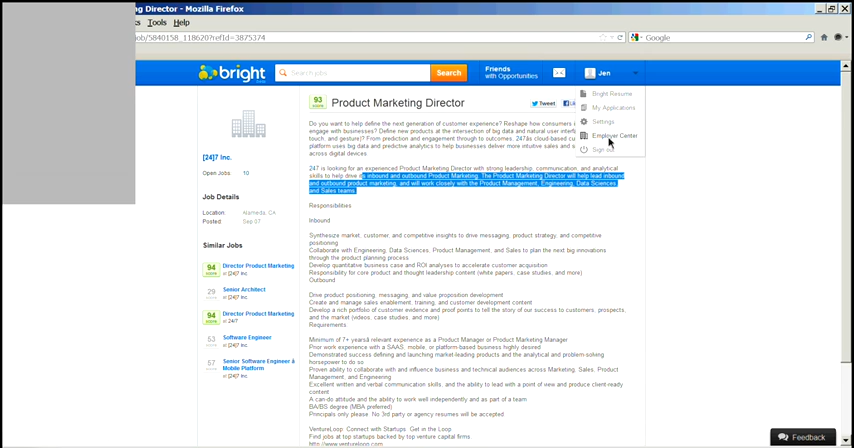 ng Director - Mozilla Firefox
ks Tools Help
ob/5840158_118620?refId=3875374
Google
bright
Search jobs
Search
Friends
with Opportunities
Jen
Bright Resume
My Applications
Settings
Employer Center
Sign out
93
score
Product Marketing Director
Tweet
Lik
Do you want to help define the next generation of customer experience? Reshape how consumers
engage with businesses? Define new products at the intersection of big data and natural user interf
touch, and gesture)? From prediction and engagement through to outcomes, 247âs cloud-based cu
platform uses big data and predictive analytics to help businesses deliver more intuitive sales and s
across digital devices
247 is looking for an experienced Product Marketing Director with strong leadership, communication, and analytical
skills to help drive its inbound and outbound Product Marketing. The Product Marketing Director will help lead inbound
and outbound product marketing, and will work closely with the Product Management, Engineering, Data Sciences
and Sales teams.
Responsibilities
Inbound
Synthesize market, customer, and competitive insights to drive messaging, product strategy, and competitive
positioning
Collaborate with Engineering, Data Sciences, Product Management, and Sales to plan the next big innovations
through the product planning process
Develop quantitative business case and ROI analyses to accelerate customer acquisition
Responsibility for core product and thought leadership content (white papers, case studies, and more)
Outbound
Drive product positioning, messaging, and value proposition development
Create and manage sales enablement, training, and customer development content
Develop a rich portfolio of customer evidence and proof points to tell the story of our success to customers, prospects,
and the market (videos, case studies, and more)
Requirements
Minimum of 7+ yearsâ relevant experience as a Product Manager or Product Marketing Manager
Prior work experience with a SAAS, mobile, or platform-based business highly desired
Demonstrated success defining and launching market-leading products and the analytical and problem-solving
horsepower to do so
Proven ability to collaborate with and influence business and technical audiences across Marketing, Sales, Product
Management, and Engineering
Excellent written and verbal communication skills, and the ability to lead with a point of view and produce client-ready
content
A can-do attitude and the ability to work well independently and as part of a team
BA/BS degree (MBA preferred)
Principals only please. No 3rd party or agency resumes will be accepted
VentureLoop: Connect with Startups. Get in the Loop.
Find jobs at top startups backed by top venture capital firms
http://www.ventureloop.com
[24]7 Inc.
Open Jobs: 10
Job Details
Location: Alameda, CA
Posted: Sep 07
Similar Jobs
94
score
Director Product Marketing
at [24]7 Inc.
29
score
Senior Architect
at [24]7 Inc.
94
score
Director Product Marketing
at 24/7
53
score
Software Engineer
at [24]7 Inc.
57
score
Senior Software Engineer â
Mobile Platform
at [24]7 Inc.
Feedback